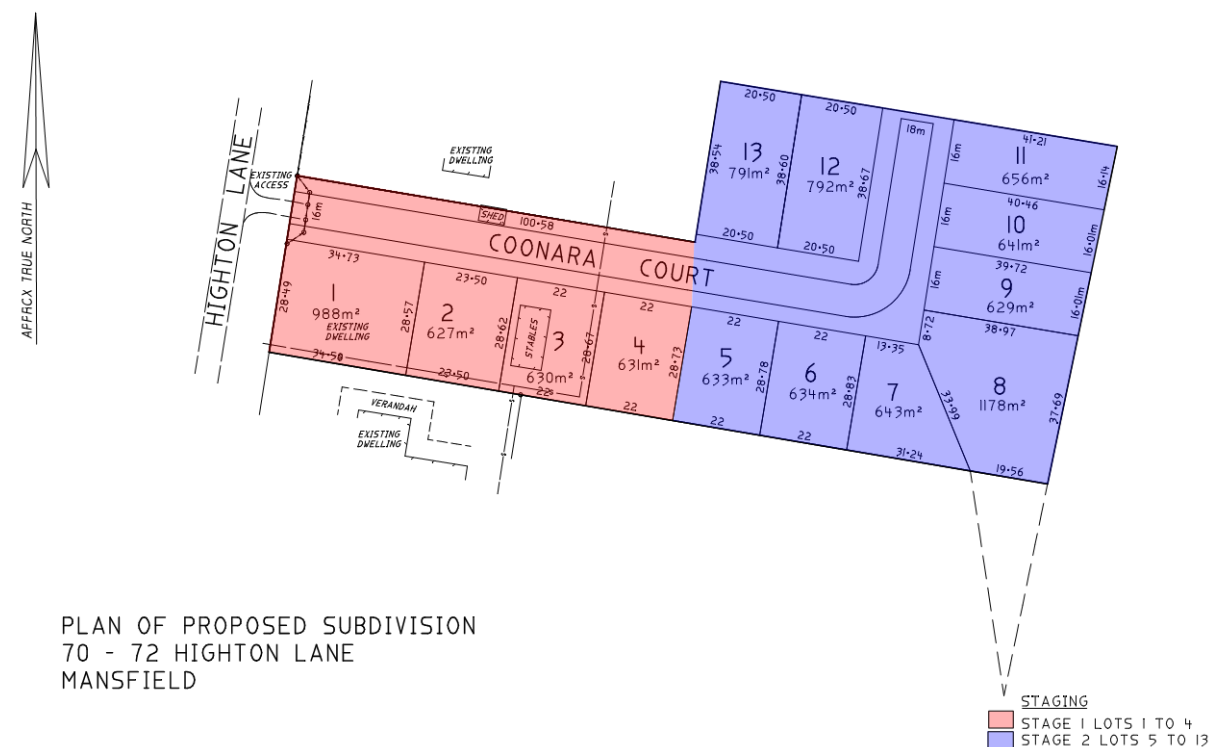 APPRCX TRUE NORTH
HIGHTON LANE
EXISTING
ACCESS
16m
EXISTING
DWELLING
SHED
100·58
COONARA COURT
34·73
1
988m²
EXISTING
DWELLING
28·49
34·50
28·57
23·50
2
627m²
23·50
28·62
22
STABLES
3
630m²
22
28·67
22
4
631m²
22
28·73
22
5
633m²
22
28·78
22
6
634m²
22
28·83
13·35
7
643m²
31·24
33·99
8·72
38·97
8
1178m²
37·69
19·56
16m
39·72
9
629m²
16·01m
16m
40·46
10
641m²
16·01m
16m
41·21
11
656m²
16·14
18m
20·50
12
792m²
38·67
20·50
38·60
20·50
13
791m²
38·54
20·50
VERANDAH
EXISTING
DWELLING
PLAN OF PROPOSED SUBDIVISION
70 - 72 HIGHTON LANE
MANSFIELD
STAGING
STAGE 1 LOTS 1 TO 4
STAGE 2 LOTS 5 TO 13